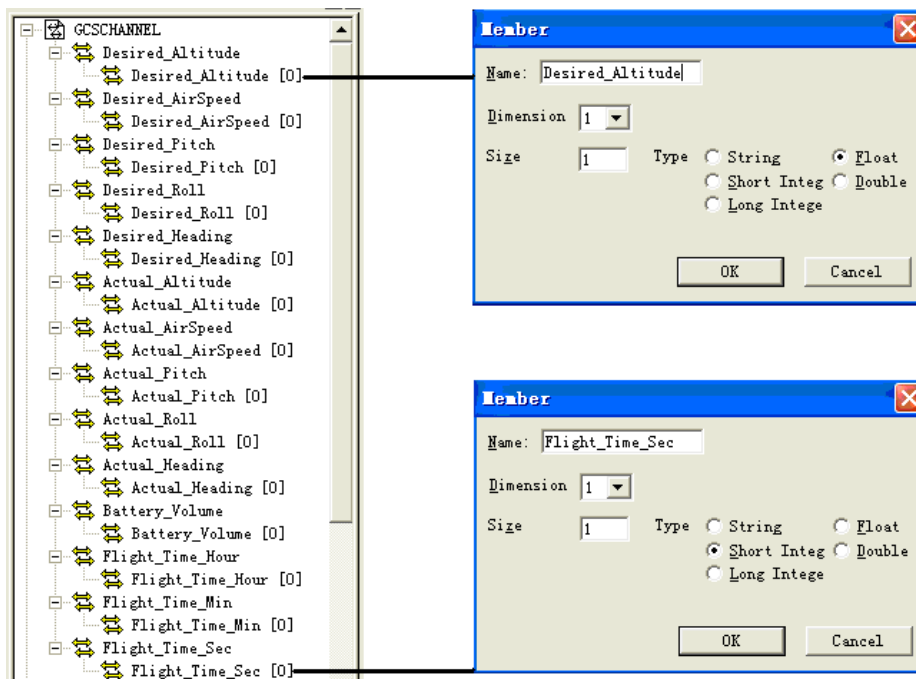 GCSCHANNEL
Desired_Altitude
Desired_Altitude [0]
Desired_AirSpeed
Desired_AirSpeed [0]
Desired_Pitch
Desired_Pitch [0]
Desired_Roll
Desired_Roll [0]
Desired_Heading
Desired_Heading [0]
Actual_Altitude
Actual_Altitude [0]
Actual_AirSpeed
Actual_AirSpeed [0]
Actual_Pitch
Actual_Pitch [0]
Actual_Roll
Actual_Roll [0]
Actual_Heading
Actual_Heading [0]
Battery_Volume
Battery_Volume [0]
Flight_Time_Hour
Flight_Time_Hour [0]
Flight_Time_Min
Flight_Time_Min [0]
Flight_Time_Sec
Flight_Time_Sec [0]
Member
Name: Desired_Altitude
Dimension 1
Size 1 Type String Float
Short Integ Double
Long Intege
OK Cancel
Member
Name: Flight_Time_Sec
Dimension 1
Size 1 Type String Float
Short Integ Double
Long Intege
OK Cancel